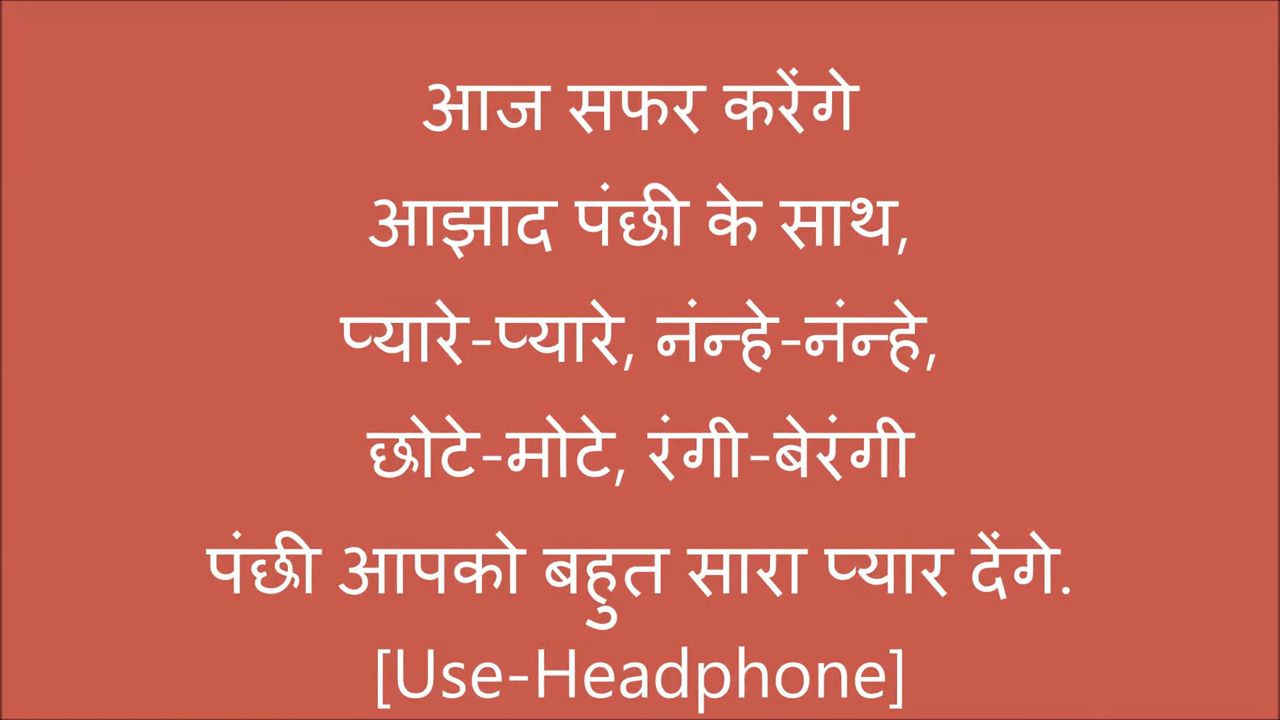 आज सफर करेंगे
आझाद पंछी के साथ,
प्यारे-प्यारे, नंन्हे-नंन्हे,
छोटे-मोटे, रंगी-बेरंगी
पंछी आपको बहुत सारा प्यार देंगे.
[Use-Headphone]